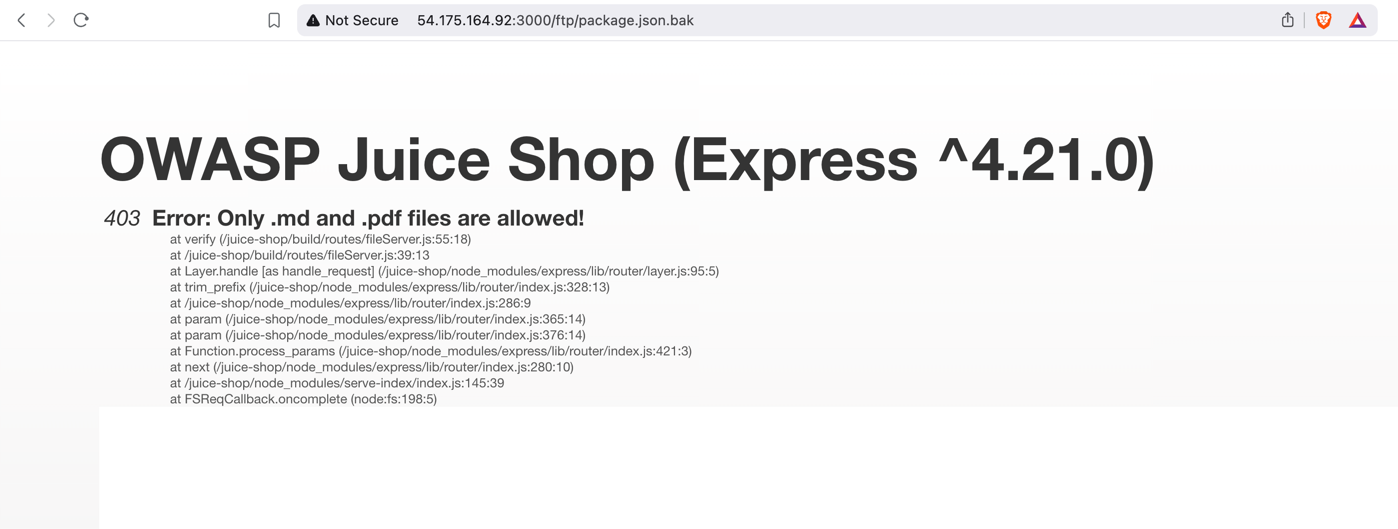 Not Secure 54.175.164.92:3000/ftp/package.json.bak
OWASP Juice Shop (Express ^4.21.0)
403 Error: Only .md and .pdf files are allowed!
at verify (/juice-shop/build/routes/fileServer.js:55:18)
at /juice-shop/build/routes/fileServer.js:39:13
at Layer.handle [as handle_request] (/juice-shop/node_modules/express/lib/router/layer.js:95:5)
at trim_prefix (/juice-shop/node_modules/express/lib/router/index.js:328:13)
at /juice-shop/node_modules/express/lib/router/index.js:286:9
at param (/juice-shop/node_modules/express/lib/router/index.js:365:14)
at param (/juice-shop/node_modules/express/lib/router/index.js:376:14)
at Function.process_params (/juice-shop/node_modules/express/lib/router/index.js:421:3)
at next (/juice-shop/node_modules/express/lib/router/index.js:280:10)
at /juice-shop/node_modules/serve-index/index.js:145:39
at FSReqCallback.oncomplete (node:fs:198:5)